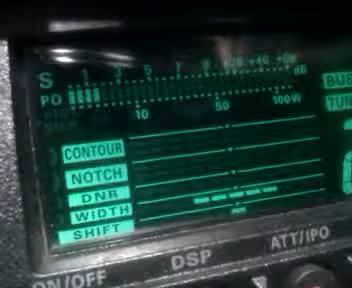 S 1 3 5 7 9 +20 +40 +60 dB
PO
10 50 100W
BUS
TUN
CONTOUR
NOTCH
DNR
WIDTH
SHIFT
ON/OFF DSP ATT/IPO